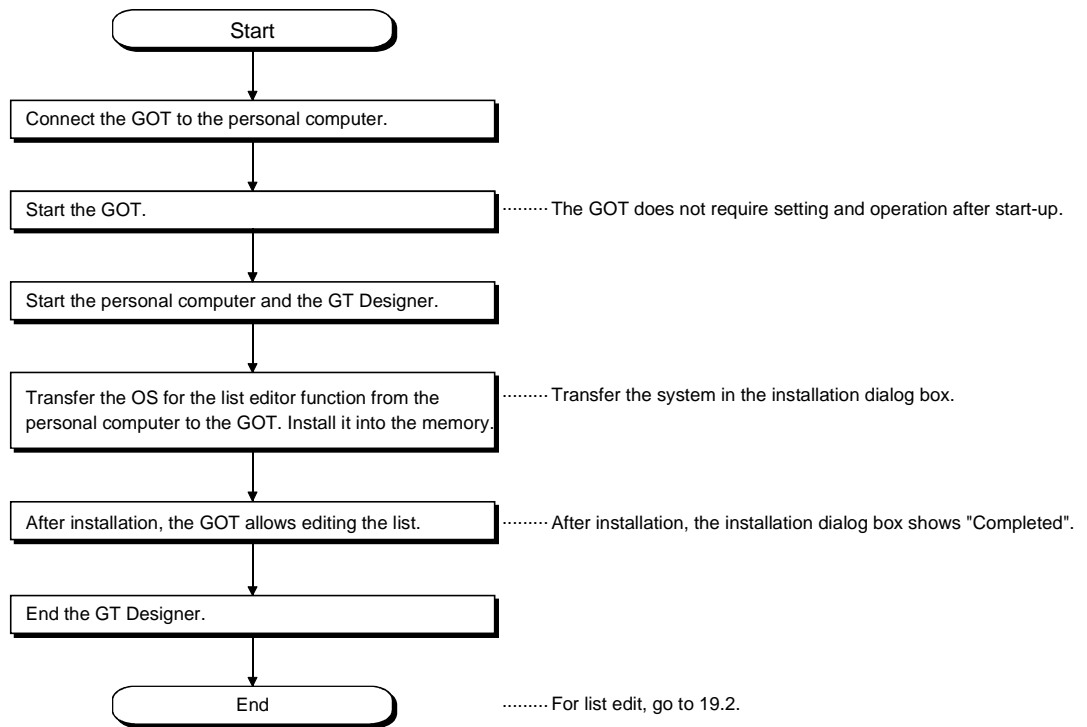 Start
Connect the GOT to the personal computer.
Start the GOT.
········· The GOT does not require setting and operation after start-up.
Start the personal computer and the GT Designer.
Transfer the OS for the list editor function from the
personal computer to the GOT. Install it into the memory.
········· Transfer the system in the installation dialog box.
After installation, the GOT allows editing the list.
········· After installation, the installation dialog box shows "Completed".
End the GT Designer.
End
········· For list edit, go to 19.2.